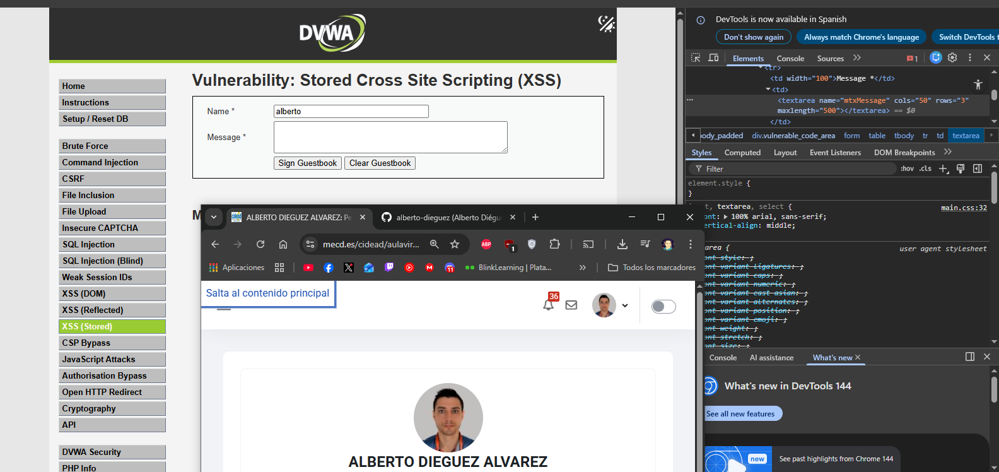 DVWA
Home
Instructions
Setup / Reset DB
Brute Force
Command Injection
CSRF
File Inclusion
File Upload
Insecure CAPTCHA
SQL Injection
SQL Injection (Blind)
Weak Session IDs
XSS (DOM)
XSS (Reflected)
XSS (Stored)
CSP Bypass
JavaScript Attacks
Authorisation Bypass
Open HTTP Redirect
Cryptography
API
DVWA Security
PHP Info
Vulnerability: Stored Cross Site Scripting (XSS)
Name *
alberto
Message *
Sign Guestbook
Clear Guestbook
M
ALBERTO DIEGUEZ ALVAREZ: Pe
alberto-dieguez (Alberto Diégu
mecd.es/cidead/aulavir...
ABP
1
Aplicaciones
11
BlinkLearning | Plata...
Todos los marcadores
Salta al contenido principal
36
ALBERTO DIEGUEZ ALVAREZ
DevTools is now available in Spanish
Don't show again
Always match Chrome's language
Switch DevTools t
Elements
Console
Sources
1
<tr>
<td width="100">Message *</td>
<td>
<textarea name="mtxMessage" cols="50" rows="3"
maxlength="500"></textarea> == $0
</td>
ody_padded
div.vulnerable_code_area
form
table
tbody
tr
td
textarea
Styles
Computed
Layout
Event Listeners
DOM Breakpoints
Filter
:hov
.cls
element.style {
}
t, textarea, select {
main.css:32
ont: 100% arial, sans-serif;
ertical-align: middle;
area {
user agent stylesheet
ont-style: ;
ont-variant-ligatures: ;
ont-variant-caps: ;
ont-variant-numeric: ;
ont-variant-east-asian: ;
ont-variant-alternates: ;
ont-variant-position: ;
ont-variant-emoji: ;
ont-weight: ;
ont-stretch: ;
ont-size: ;
Console
AI assistance
What's new
What's new in DevTools 144
See all new features
new
See past highlights from Chrome 144